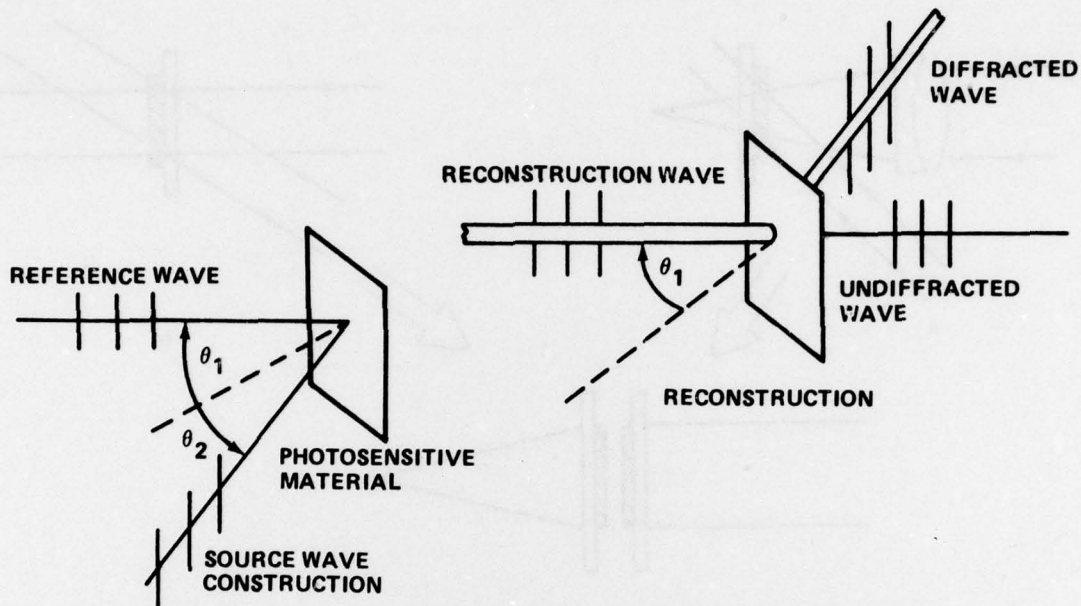 REFERENCE WAVE
θ1
θ2
PHOTOSENSITIVE
MATERIAL
SOURCE WAVE
CONSTRUCTION
RECONSTRUCTION WAVE
θ1
DIFFRACTED
WAVE
UNDIFFRACTED
WAVE
RECONSTRUCTION